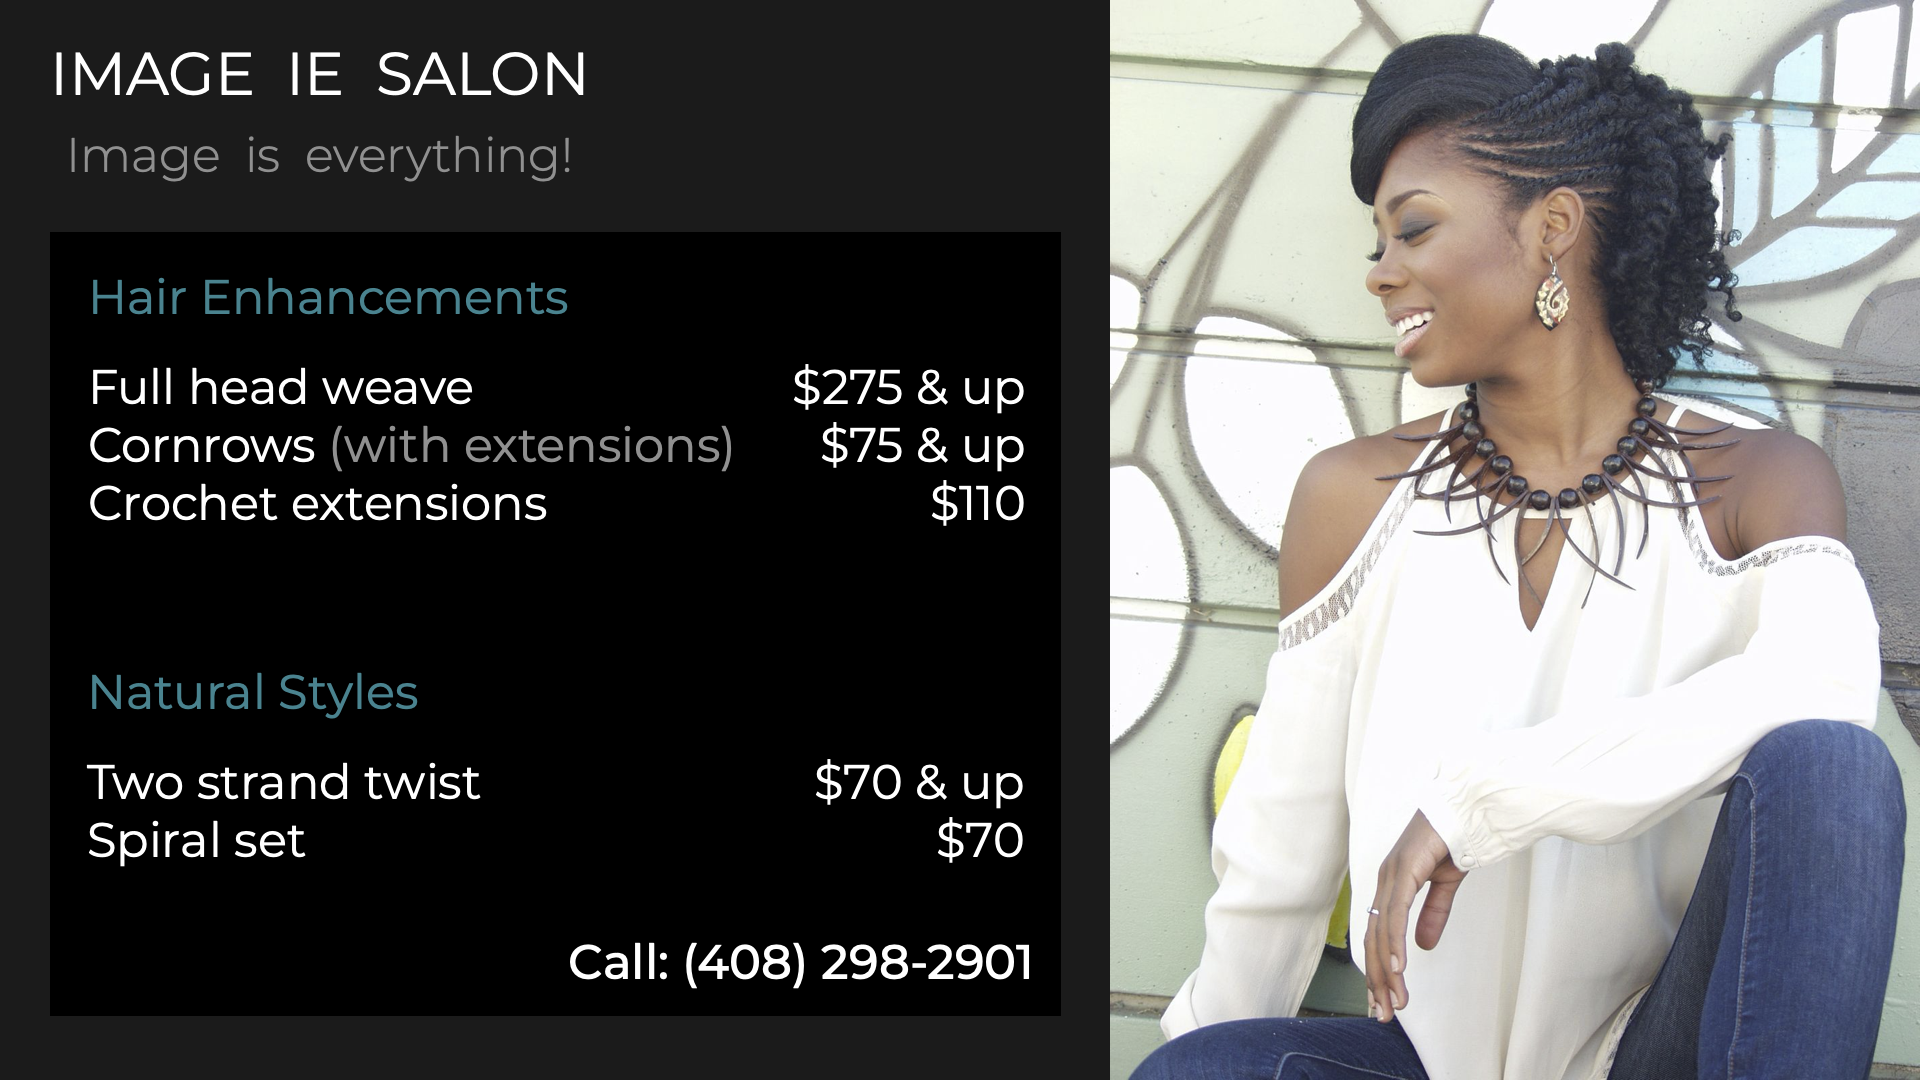 IMAGE IE SALON
Image is everything!
Hair Enhancements
Full head weave $275 & up
Cornrows (with extensions) $75 & up
Crochet extensions $110
Natural Styles
Two strand twist $70 & up
Spiral set $70
Call: (408) 298-2901